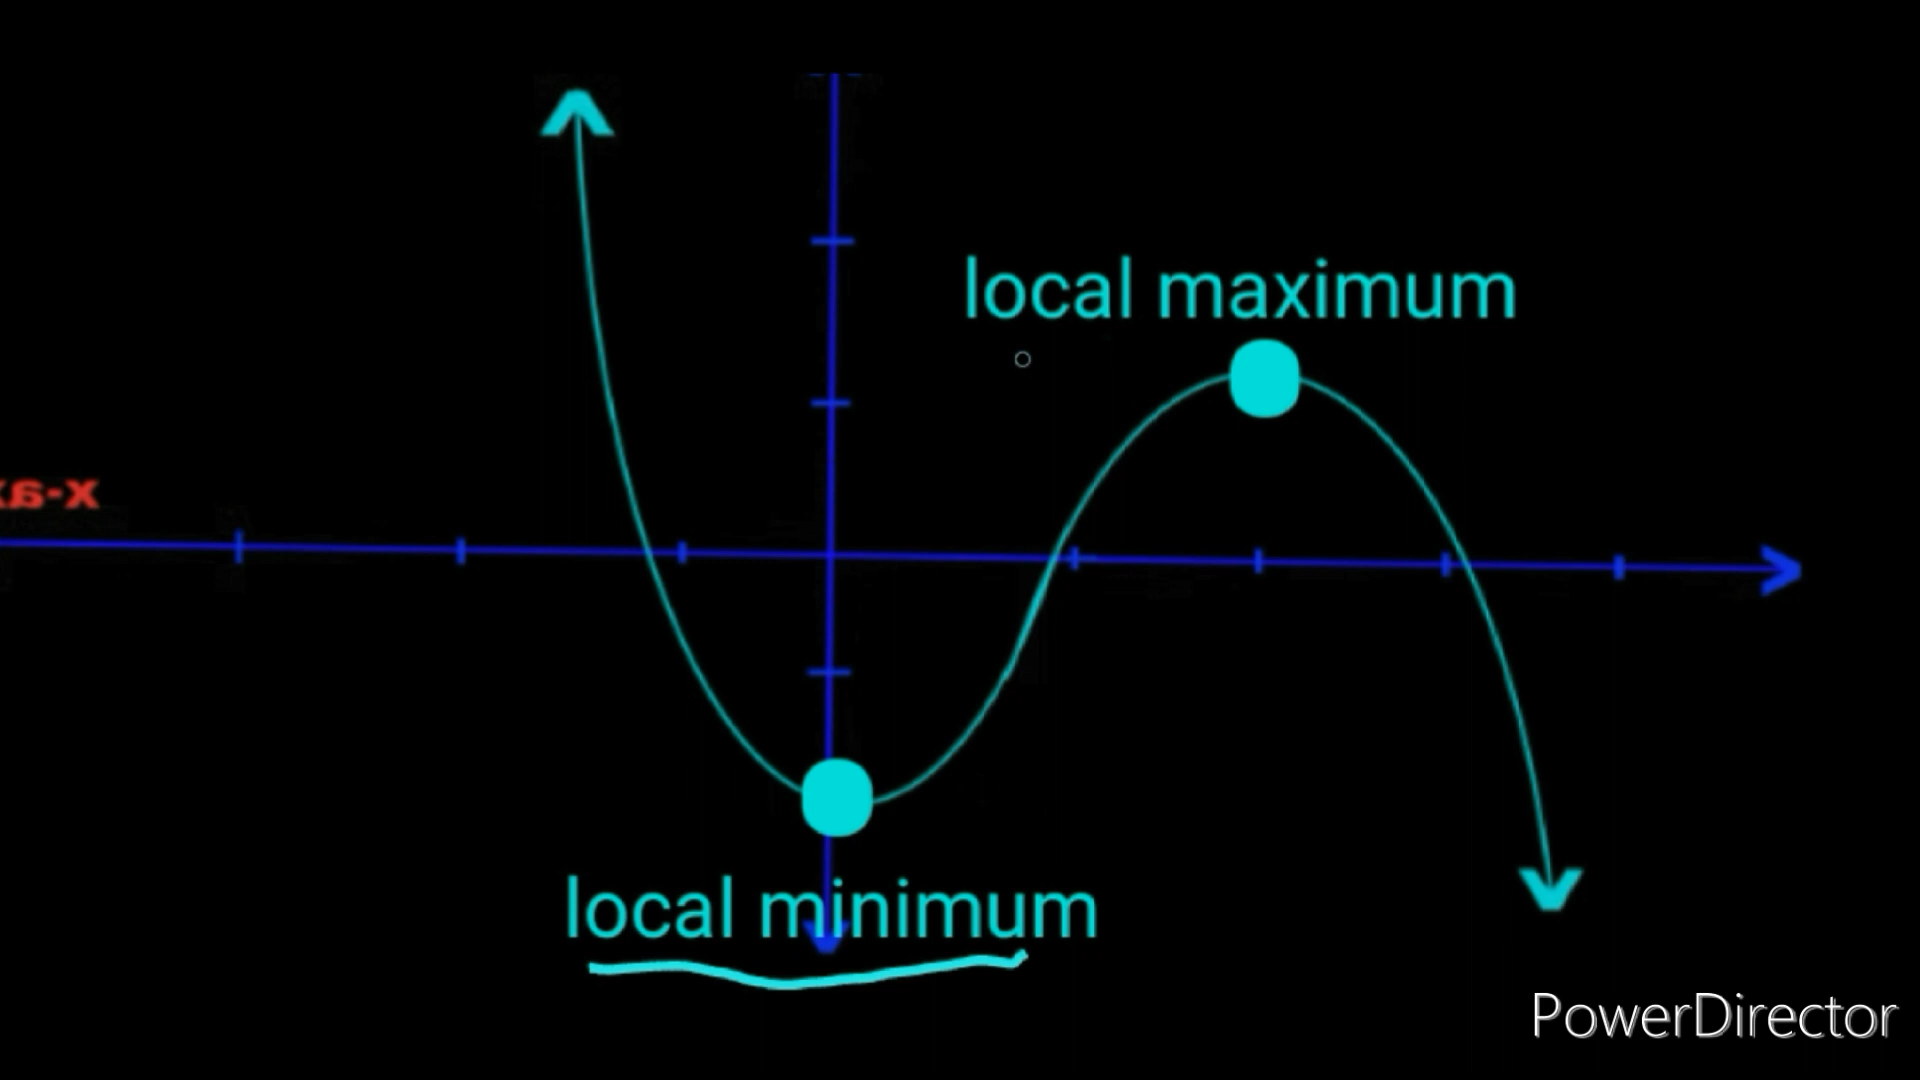 local maximum
x-a
local minimum
PowerDirector